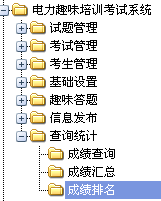 电力趣味培训考试系统
试题管理
考试管理
考生管理
基础设置
趣味答题
信息发布
查询统计
成绩查询
成绩汇总
成绩排名